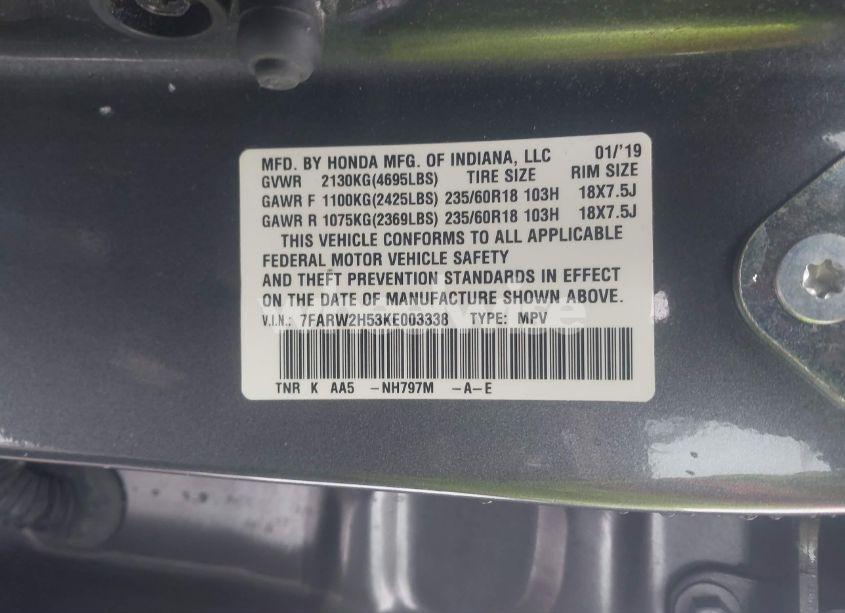 MFD. BY HONDA MFG. OF INDIANA, LLC 01/'19
GVWR 2130KG(4695LBS) TIRE SIZE RIM SIZE
GAWR F 1100KG(2425LBS) 235/60R18 103H 18X7.5J
GAWR R 1075KG(2369LBS) 235/60R18 103H 18X7.5J
THIS VEHICLE CONFORMS TO ALL APPLICABLE
FEDERAL MOTOR VEHICLE SAFETY
AND THEFT PREVENTION STANDARDS IN EFFECT
ON THE DATE OF MANUFACTURE SHOWN ABOVE.
V.I.N.: 7FARW2H53KE003338 TYPE: MPV
TNR K AA5 -NH797M -A-E